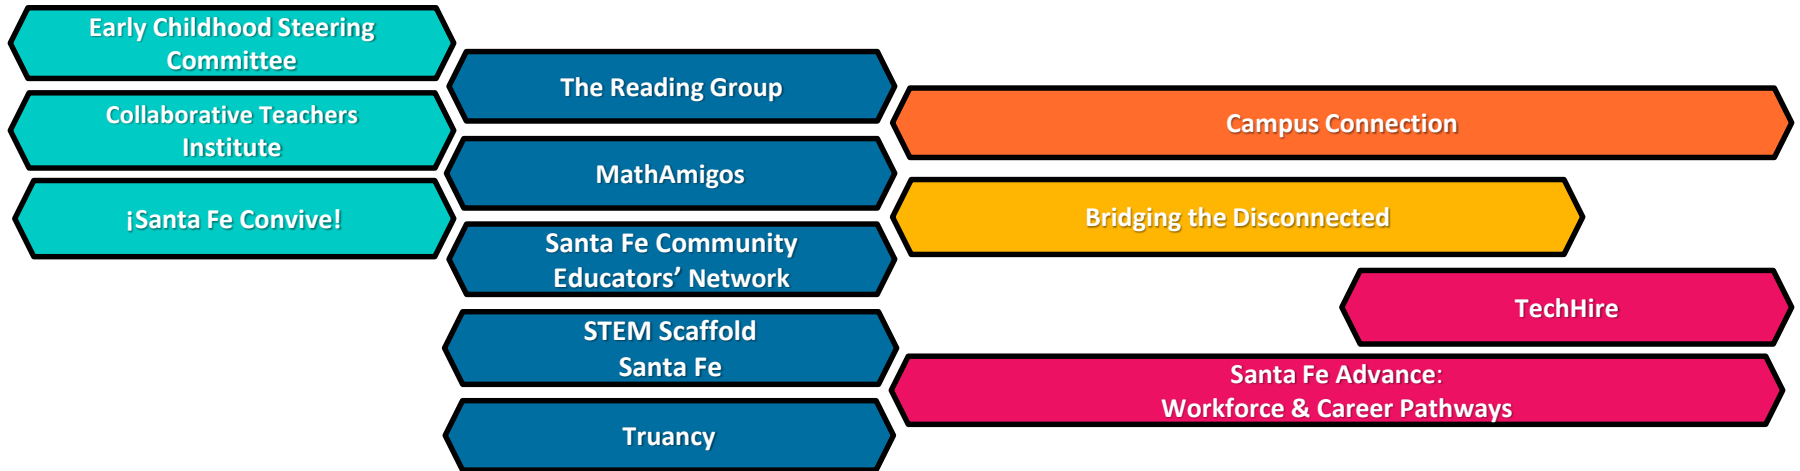 Early Childhood Steering
Committee
Collaborative Teachers
Institute
¡Santa Fe Convive!
The Reading Group
MathAmigos
Santa Fe Community
Educators’ Network
STEM Scaffold
Santa Fe
Truancy
Campus Connection
Bridging the Disconnected
TechHire
Santa Fe Advance:
Workforce & Career Pathways